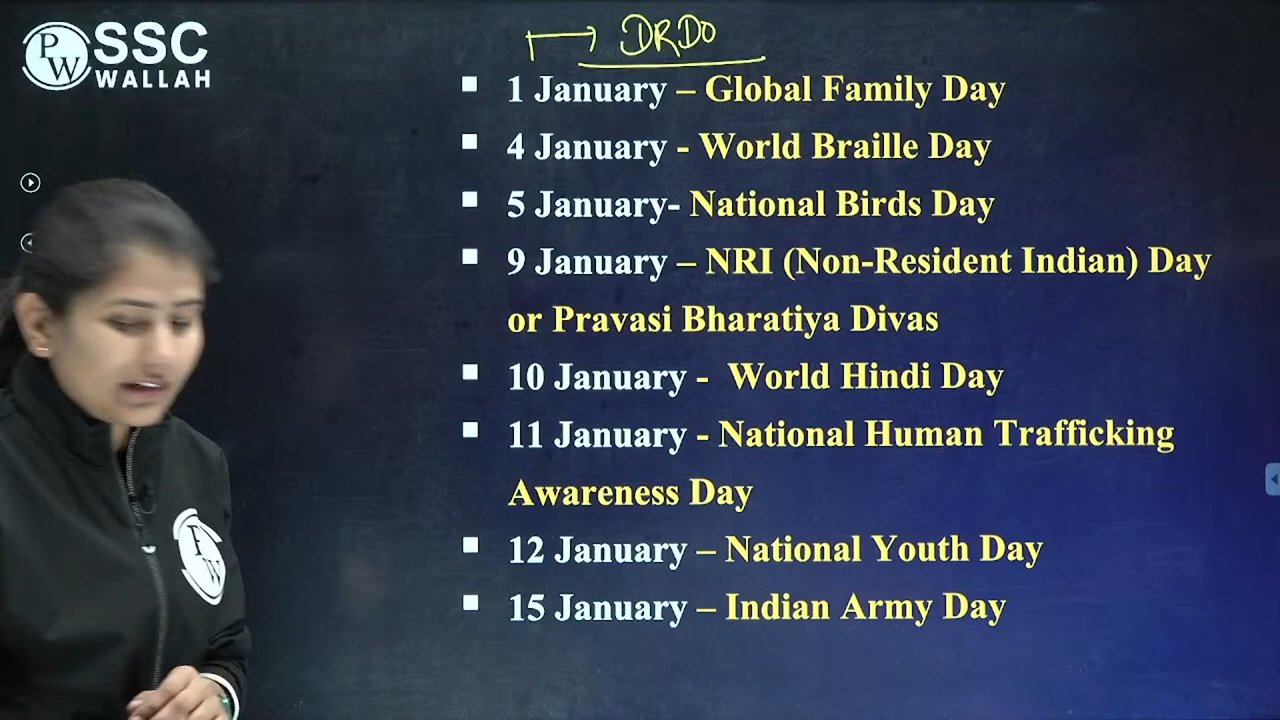 PW
SSC
WALLAH
DRDO
1 January – Global Family Day
4 January - World Braille Day
5 January- National Birds Day
9 January – NRI (Non-Resident Indian) Day
or Pravasi Bharatiya Divas
10 January - World Hindi Day
11 January - National Human Trafficking
Awareness Day
12 January – National Youth Day
15 January – Indian Army Day
PW